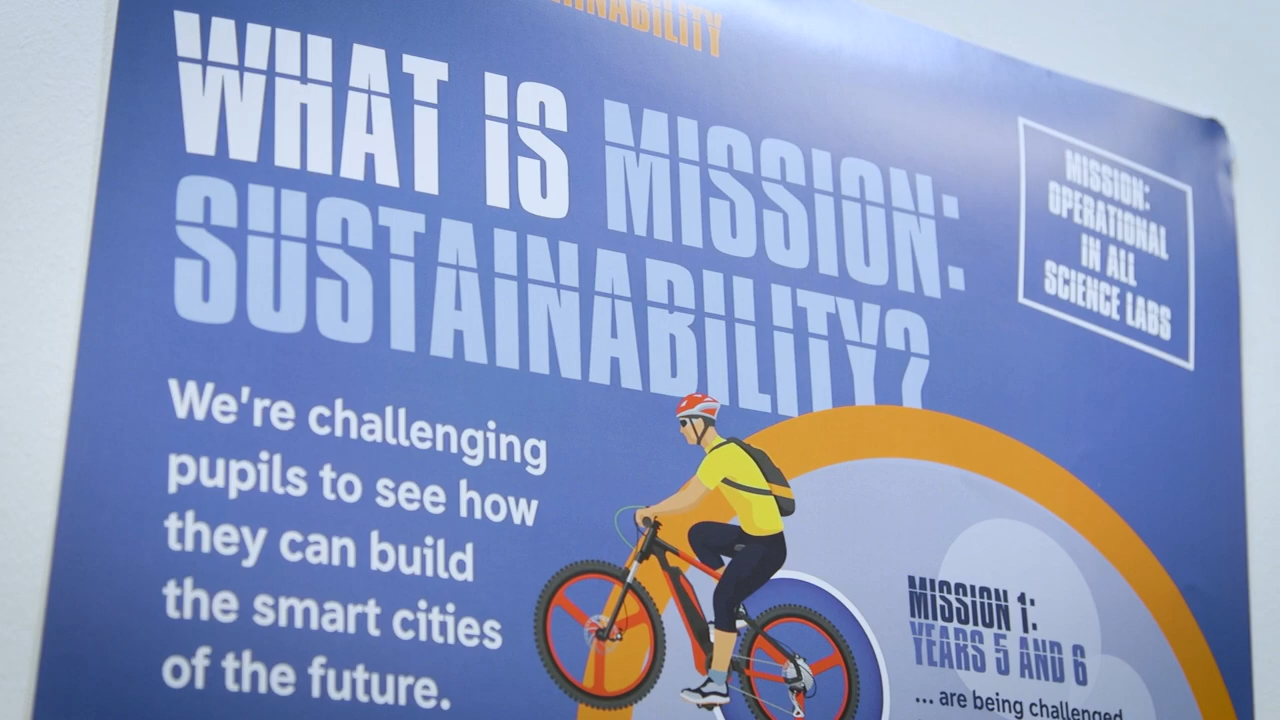 WHAT IS MISSION:
SUSTAINABILITY?
MISSION:
OPERATIONAL
IN ALL
SCIENCE LABS
We're challenging
pupils to see how
they can build
the smart cities
of the future.
MISSION 1:
YEARS 5 AND 6
... are being challenged